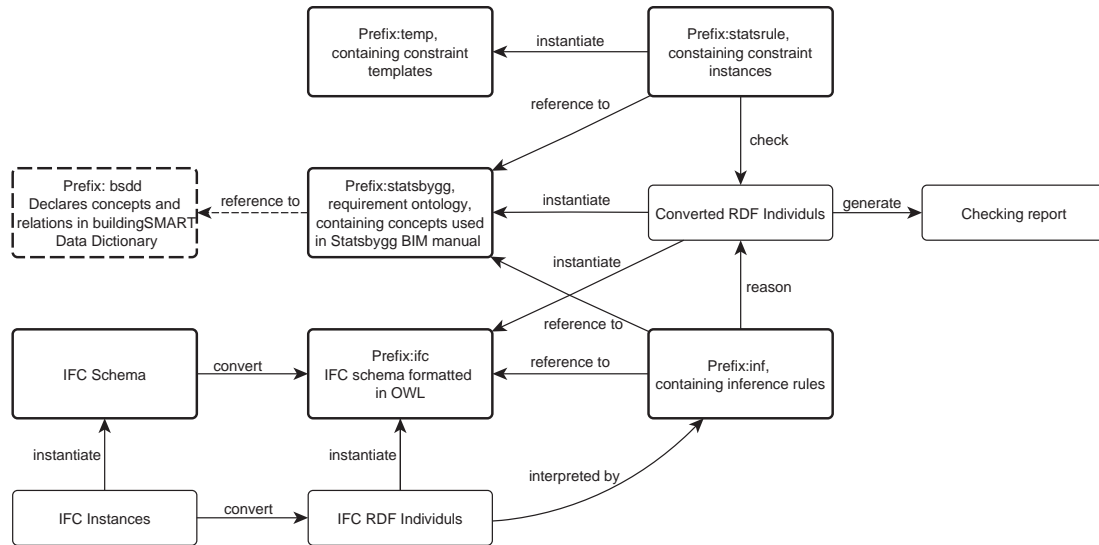 Prefix:temp,
containing constraint
templates
instantiate
Prefix:statsrule,
constaining constraint
instances
reference to
check
Prefix: bsdd
Declares concepts and
relations in buildingSMART
Data Dictionary
reference to
Prefix:statsbygg,
requirement ontology,
containing concepts used
in Statsbygg BIM manual
instantiate
Converted RDF Individuls
generate
Checking report
instantiate
reason
reference to
IFC Schema
convert
Prefix:ifc
IFC schema formatted
in OWL
reference to
Prefix:inf,
containing inference rules
instantiate
instantiate
interpreted by
IFC Instances
convert
IFC RDF Individuls